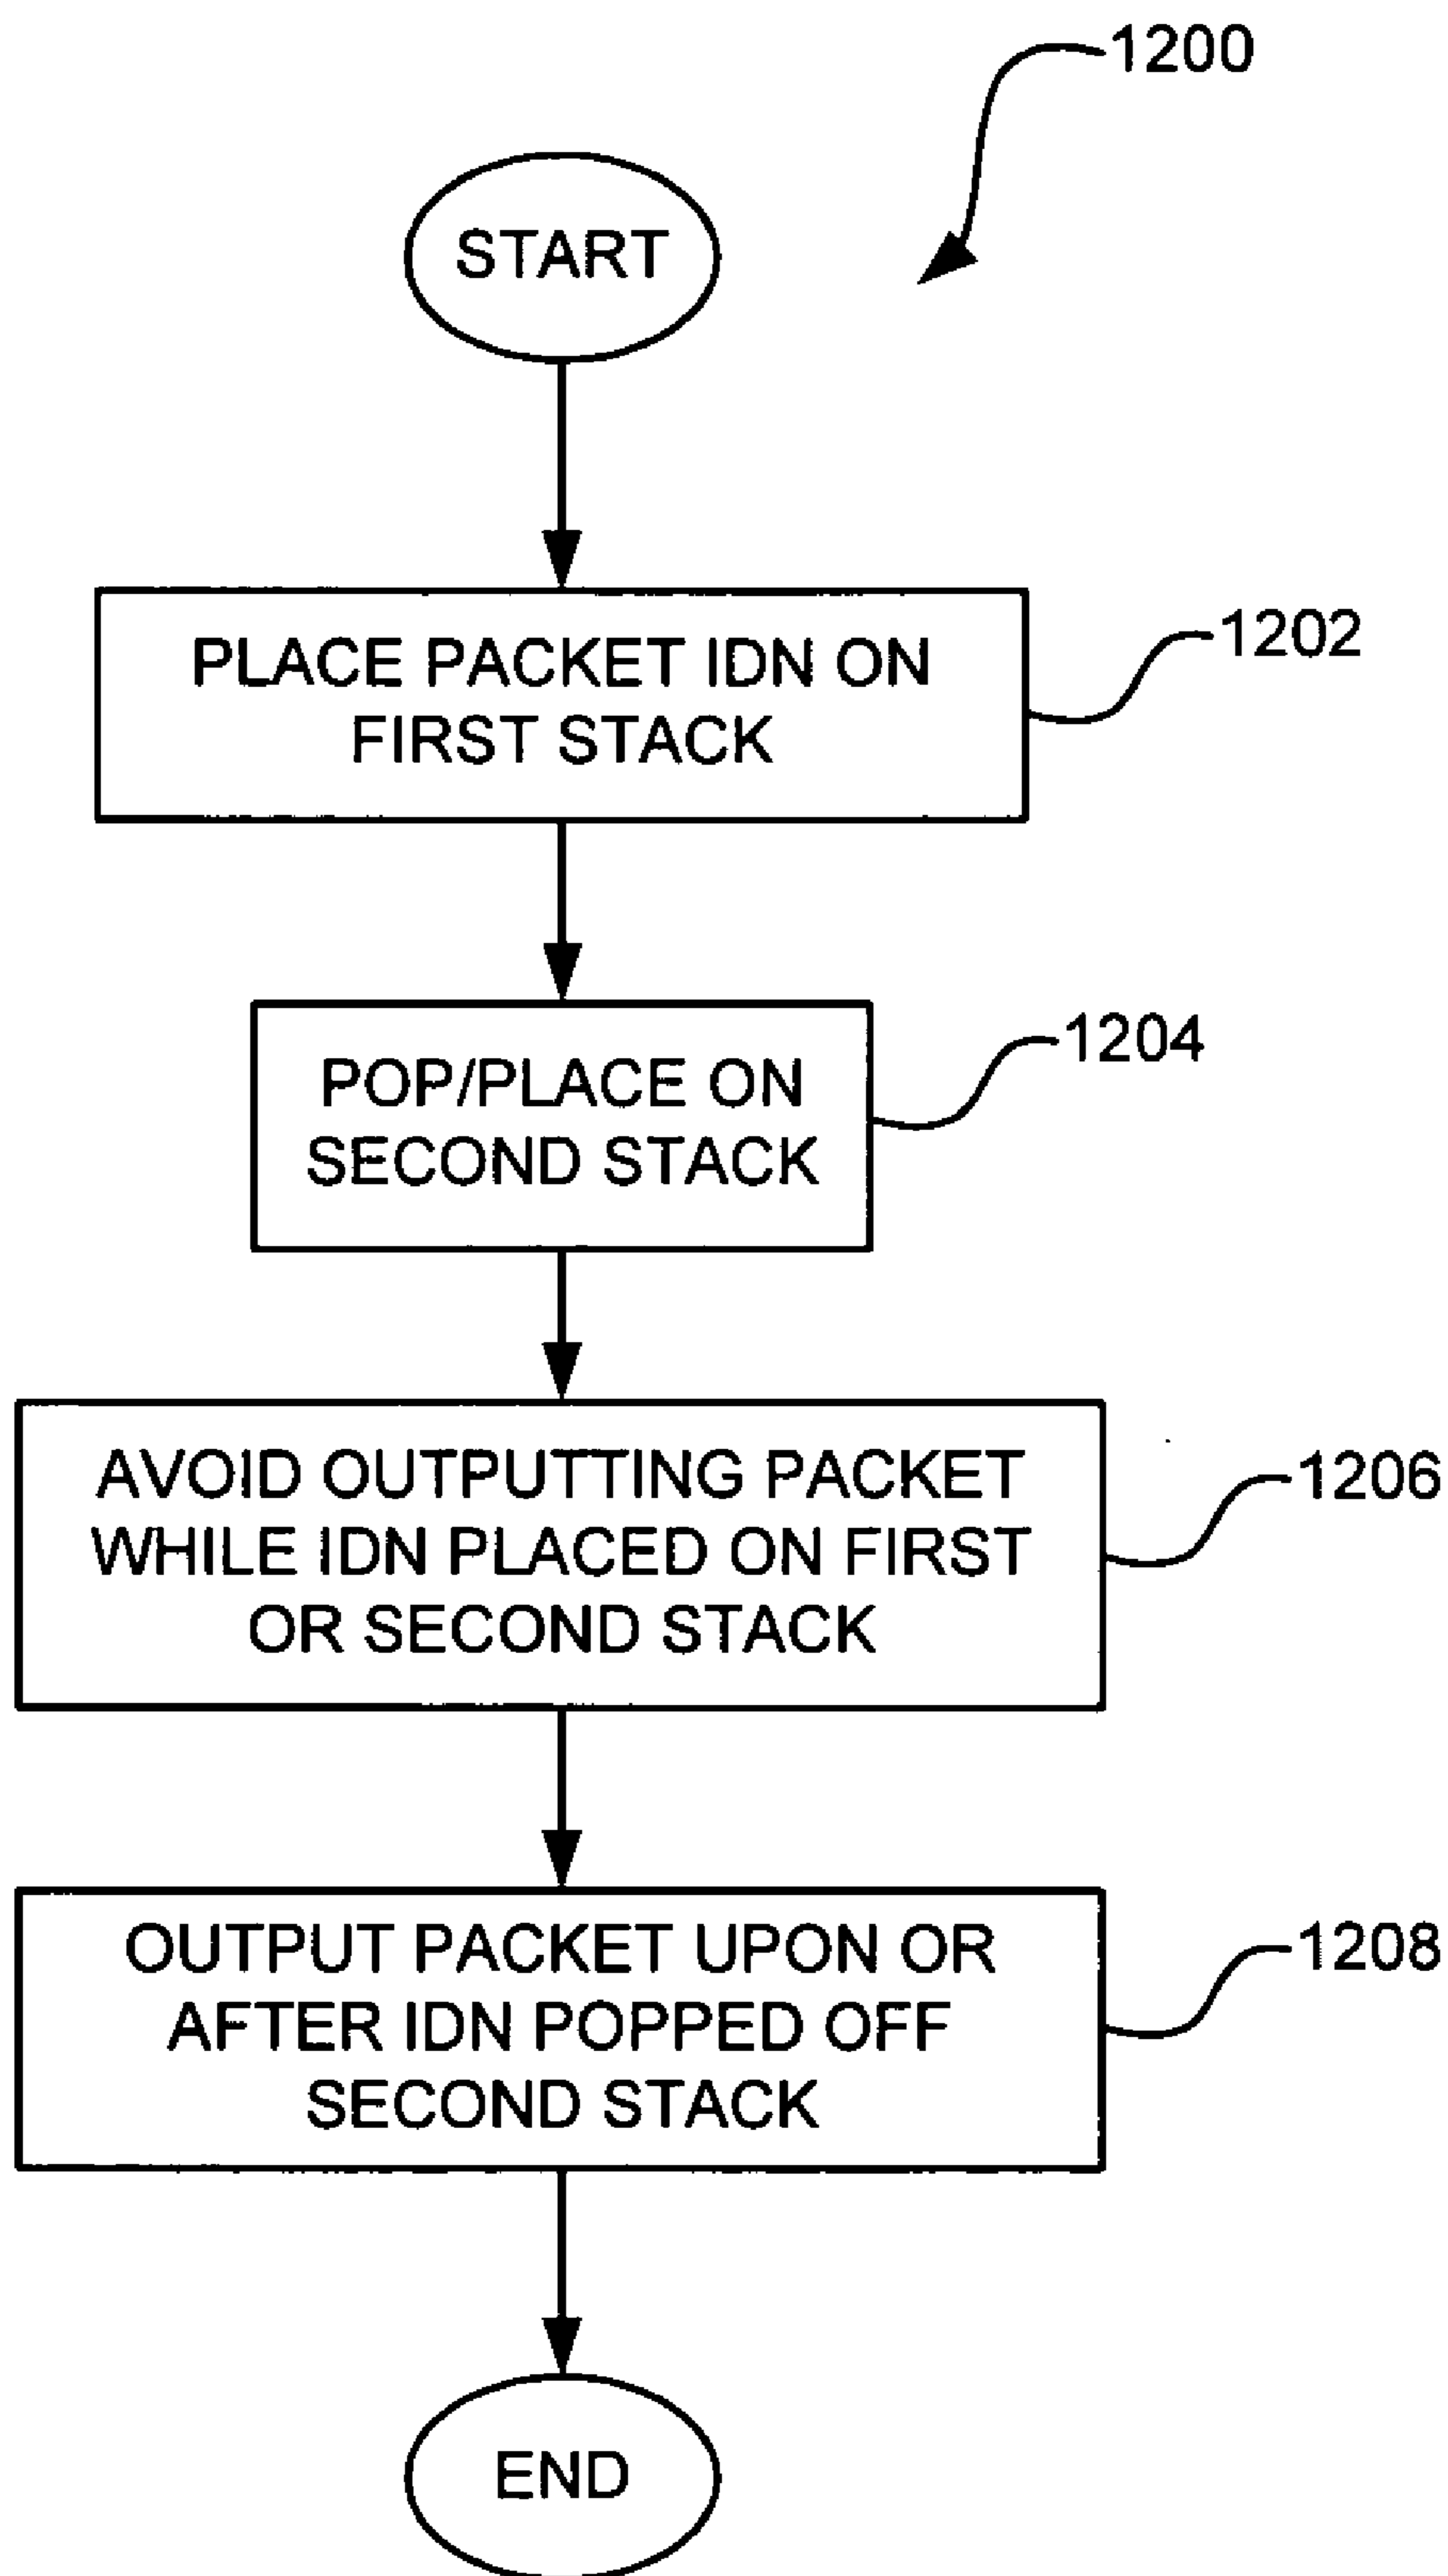 1200
START
PLACE PACKET IDN ON
FIRST STACK
1202
POP/PLACE ON
SECOND STACK
1204
AVOID OUTPUTTING PACKET
WHILE IDN PLACED ON FIRST
OR SECOND STACK
1206
OUTPUT PACKET UPON OR
AFTER IDN POPPED OFF
SECOND STACK
1208
END